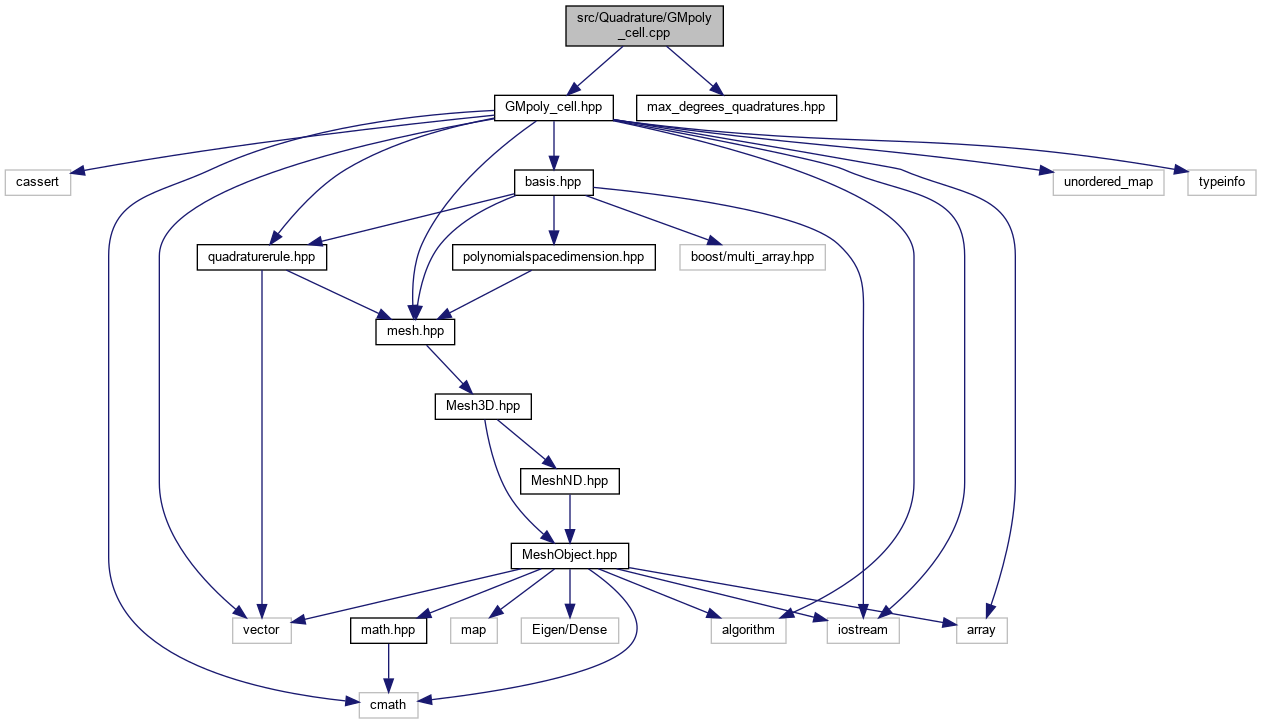 src/Quadrature/GMpoly
_cell.cpp
GMpoly_cell.hpp
max_degrees_quadratures.hpp
cassert
basis.hpp
unordered_map
typeinfo
quadraturerule.hpp
polynomialspacedimension.hpp
boost/multi_array.hpp
mesh.hpp
Mesh3D.hpp
MeshND.hpp
MeshObject.hpp
vector
math.hpp
map
Eigen/Dense
algorithm
iostream
array
cmath